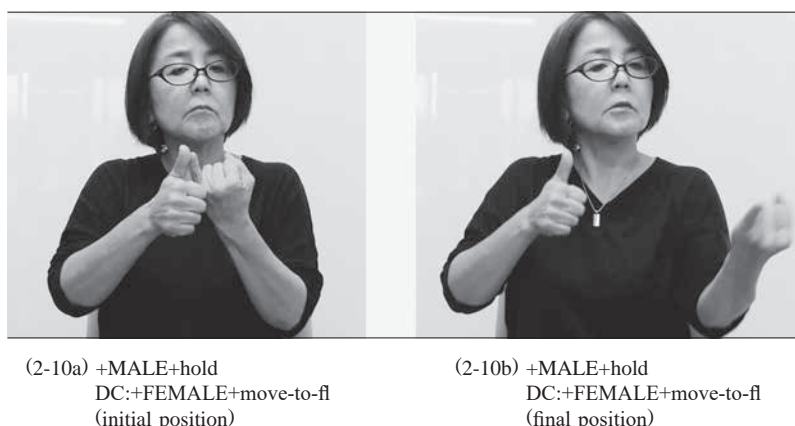 (2-10a) +MALE+hold
DC:+FEMALE+move-to-fl
(initial position)
(2-10b) +MALE+hold
DC:+FEMALE+move-to-fl
(final position)